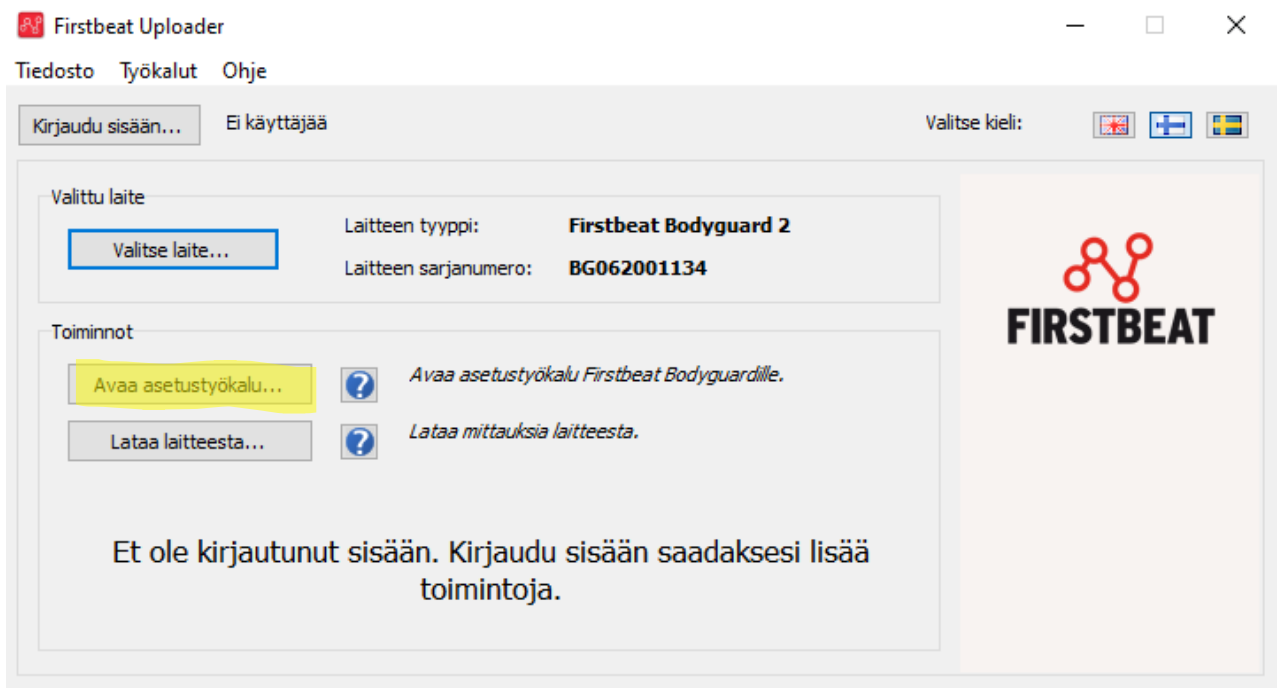 Firstbeat Uploader
Tiedosto Työkalut Ohje
Kirjaudu sisään... Ei käyttäjää Valitse kieli:
Valittu laite
Valitse laite...
Laitteen tyyppi: Firstbeat Bodyguard 2
Laitteen sarjanumero: BG062001134
FIRSTBEAT
Toiminnot
Avaa asetustyökalu... ? Avaa asetustyökalu Firstbeat Bodyguardille.
Lataa laitteesta... ? Lataa mittauksia laitteesta.
Et ole kirjautunut sisään. Kirjaudu sisään saadaksesi lisää
toimintoja.